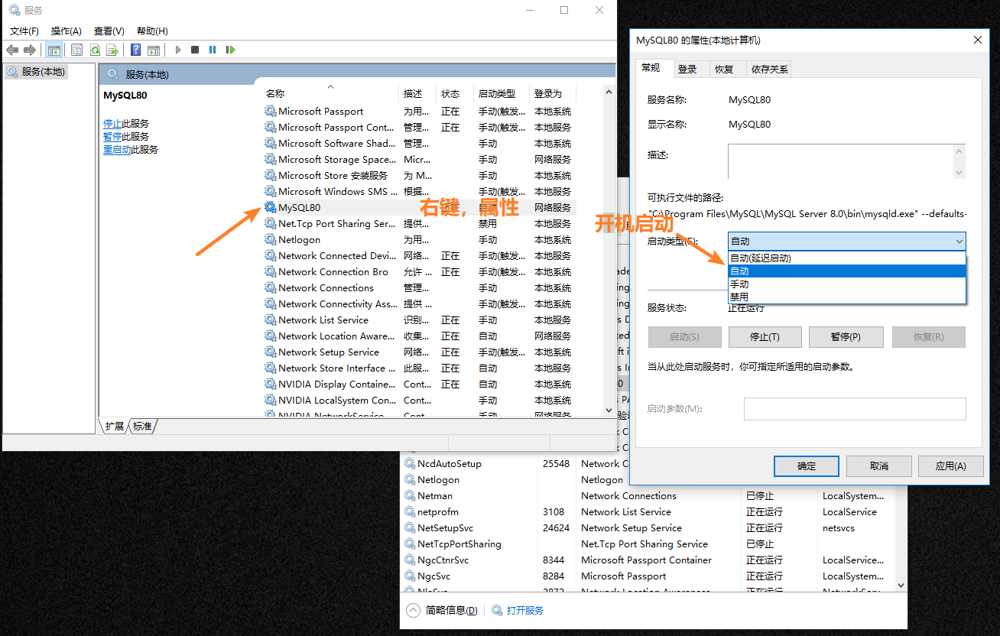 服务
文件(F) 操作(A) 查看(V) 帮助(H)
服务(本地)
服务(本地)
MySQL80
停止此服务
暂停此服务
重启动此服务
名称 描述 状态 启动类型 登录为
Microsoft Passport 为用... 正在 手动(触发... 本地系统
Microsoft Passport Cont... 管理... 正在 手动(触发... 本地服务
Microsoft Software Shad... 管理... 手动 本地系统
Microsoft Storage Space... Micr... 手动 网络服务
Microsoft Store 安装服务 为 M... 手动 本地系统
Microsoft Windows SMS ... 根据... 手动(触发... 本地服务
MySQL80 正在 自动 网络服务
右键，属性
Net.Tcp Port Sharing Ser... 提供... 禁用 本地服务
Netlogon 为用... 手动 本地系统
Network Connected Devi... 网络... 正在 手动(触发... 本地服务
Network Connection Bro 允许 ... 正在 手动(触发... 本地系统
Network Connections 管理... 手动 本地系统
Network Connectivity Ass... 提供 ... 手动(触发... 本地系统
Network List Service 识别... 正在 手动 本地服务
Network Location Aware... 收集... 正在 自动 网络服务
Network Setup Service 网络... 正在 手动(触发... 本地系统
Network Store Interface ... 此服... 正在 自动 本地服务
NVIDIA Display Containe... Cont... 正在 自动 本地系统
NVIDIA LocalSystem Con... Cont... 手动 本地系统
NVIDIA NetworkService Cont 手动 网络服务
扩展 标准
MySQL80 的属性(本地计算机)
常规 登录 恢复 依存关系
服务名称: MySQL80
显示名称: MySQL80
描述:
可执行文件的路径:
"C:\Program Files\MySQL\MySQL Server 8.0\bin\mysqld.exe" --defaults-
开机启动
启动类型(E): 自动
自动(延迟启动)
自动
手动
禁用
服务状态: 正在运行
启动(S) 停止(T) 暂停(P) 恢复(R)
当从此处启动服务时，你可指定所适用的启动参数。
启动参数(M):
确定 取消 应用(A)
NcdAutoSetup 25548 Network C
Netlogon Netlogon
Netman Network Connections 已停止 LocalSystem...
netprofm 3108 Network List Service 正在运行 LocalService
NetSetupSvc 24624 Network Setup Service 正在运行 netsvcs
NetTcpPortSharing Net.Tcp Port Sharing Service 已停止
NgcCtnrSvc 8344 Microsoft Passport Container 正在运行 LocalService...
NgcSvc 8284 Microsoft Passport 正在运行 LocalSystem...
NlaSvc 2872 Network Location Awareness 正在运行 NetworkServ...
简略信息(D) 打开服务